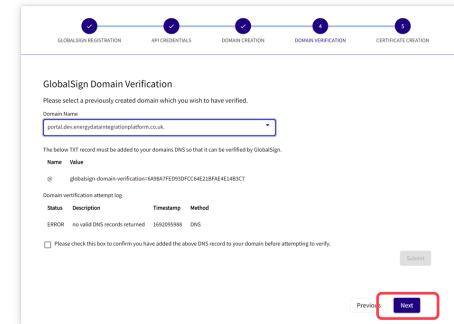 4
5
GLOBALSIGN REGISTRATION
API CREDENTIALS
DOMAIN CREATION
DOMAIN VERIFICATION
CERTIFICATE CREATION
GlobalSign Domain Verification
Please select a previously created domain which you wish to have verified.
Domain Name
portal.dev.energydataintegrationplatform.co.uk.
The below TXT record must be added to your domains DNS so that it can be verfified by GlobalSign.
Name Value
@ globalsign-domain-verification=6A98A7FED93DFCC64E21BFAE4E14B3C7
Domain vertification attempt log
Status Description Timestamp Method
ERROR no valid DNS records returned 1692095988 DNS
Please check this box to confirm you have added the above DNS record to your domain before attempting to verify.
Submit
Previous Next